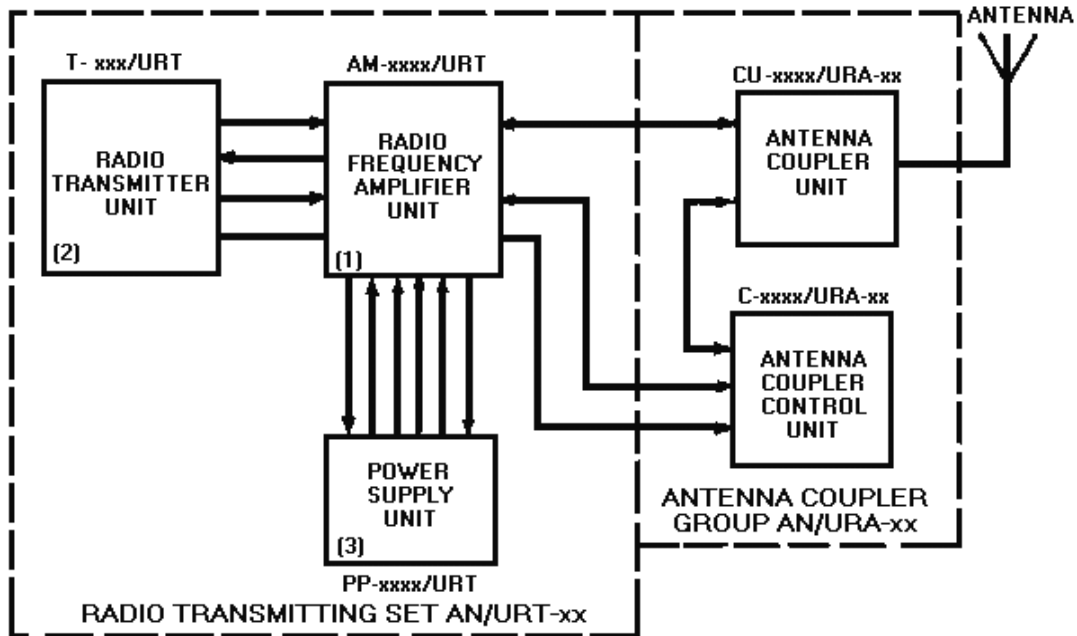 ANTENNA
T- xxx/URT
RADIO
TRANSMITTER
UNIT
(2)
AM-xxxx/URT
RADIO
FREQUENCY
AMPLIFIER
UNIT
(1)
CU-xxxx/URA-xx
ANTENNA
COUPLER
UNIT
C-xxxx/URA-xx
ANTENNA
COUPLER
CONTROL
UNIT
POWER
SUPPLY
UNIT
(3)
PP-xxxx/URT
ANTENNA COUPLER
GROUP AN/URA-xx
RADIO TRANSMITTING SET AN/URT-xx